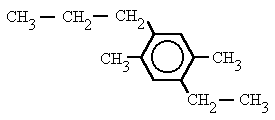 CH₃ — CH₂ — CH₂
CH₃ CH₃
CH₂ — CH₃